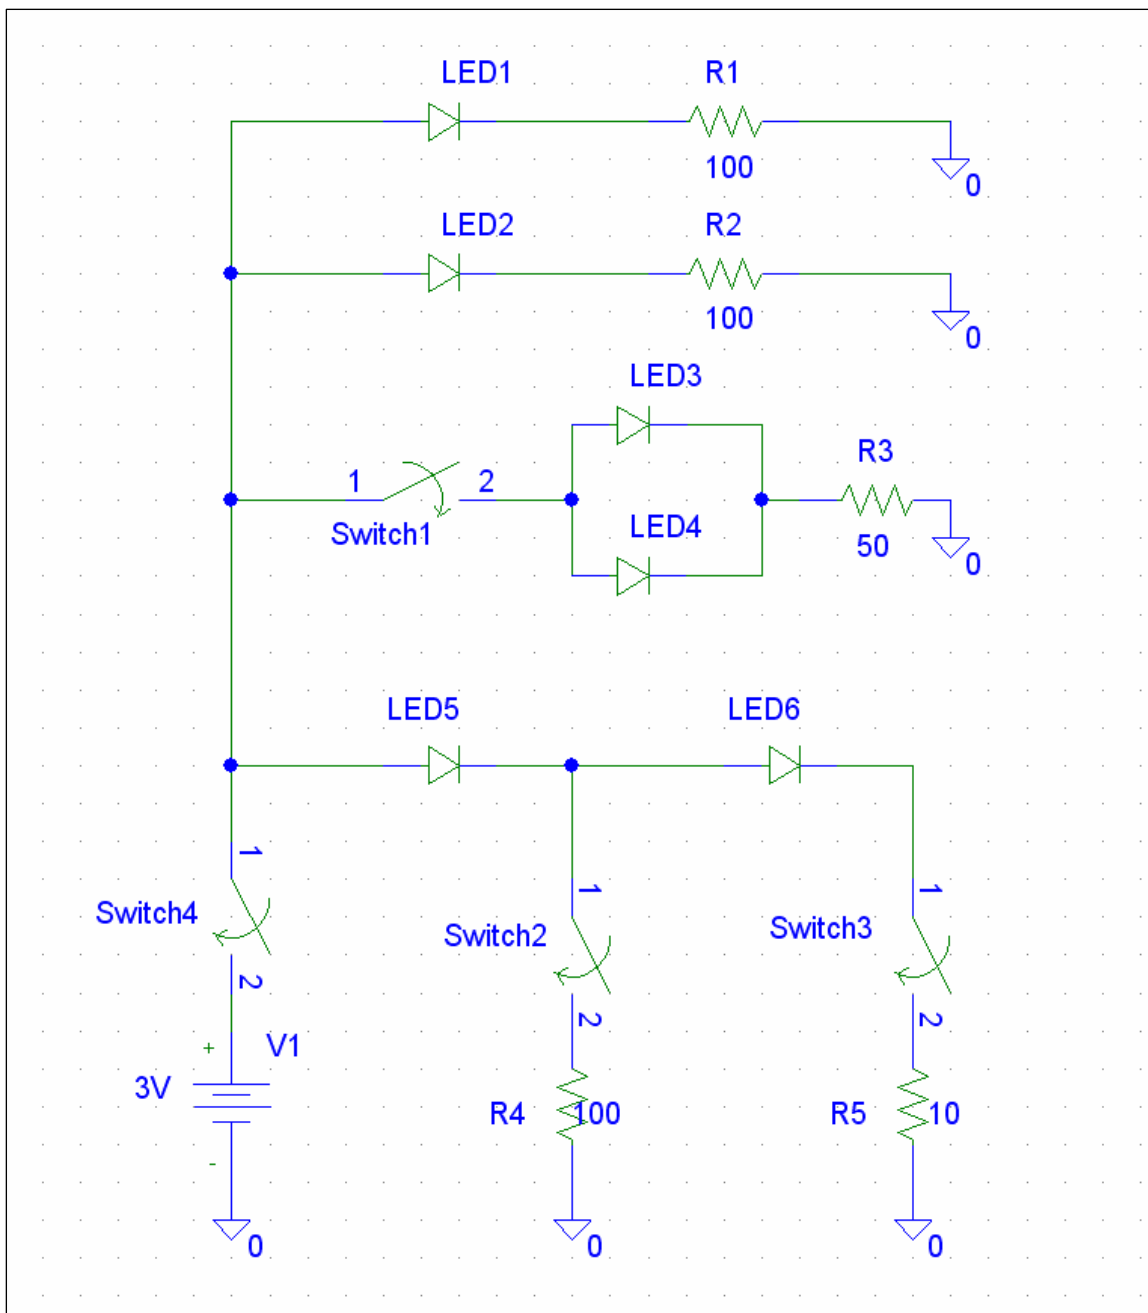 LED1 R1
100
0
LED2 R2
100
0
LED3
R3
1 2
LED4
Switch1
50
0
LED5 LED6
1
1 1
Switch4
Switch2 Switch3
2
2 2
+ V1
3V
R4 100 R5 10
-
0 0 0